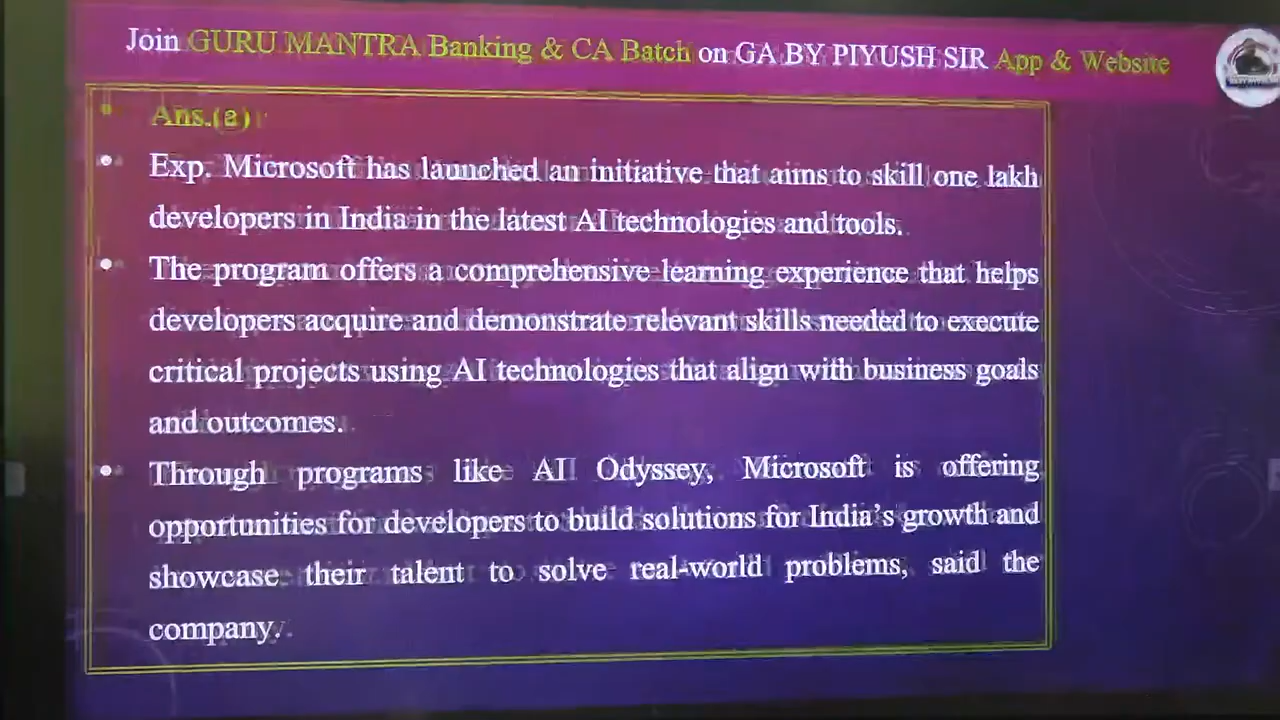 Join GURU MANTRA Banking & CA Batch on GA BY PIYUSH SIR App & Website
• Ans.(a)
• Exp. Microsoft has launched an initiative that aims to skill one lakh
developers in India in the latest AI technologies and tools.
• The program offers a comprehensive learning experience that helps
developers acquire and demonstrate relevant skills needed to execute
critical projects using AI technologies that align with business goals
and outcomes.
• Through programs like AI Odyssey, Microsoft is offering
opportunities for developers to build solutions for India's growth and
showcase their talent to solve real-world problems, said the
company.